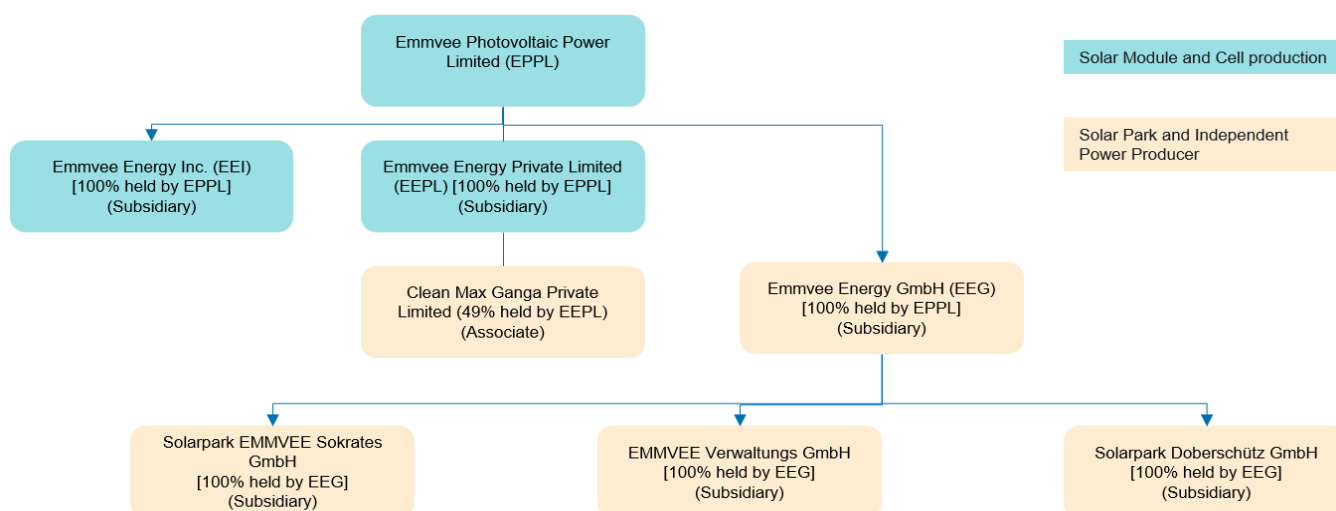 Emmvee Photovoltaic Power
Limited (EPPL)
Solar Module and Cell production
Solar Park and Independent
Power Producer
Emmvee Energy Inc. (EEI)
[100% held by EPPL]
(Subsidiary)
Emmvee Energy Private Limited
(EEPL) [100% held by EPPL]
(Subsidiary)
Clean Max Ganga Private
Limited (49% held by EEPL)
(Associate)
Emmvee Energy GmbH (EEG)
[100% held by EPPL]
(Subsidiary)
Solarpark EMMVEE Sokrates
GmbH
[100% held by EEG]
(Subsidiary)
EMMVEE Verwaltungs GmbH
[100% held by EEG]
(Subsidiary)
Solarpark Doberschütz GmbH
[100% held by EEG]
(Subsidiary)